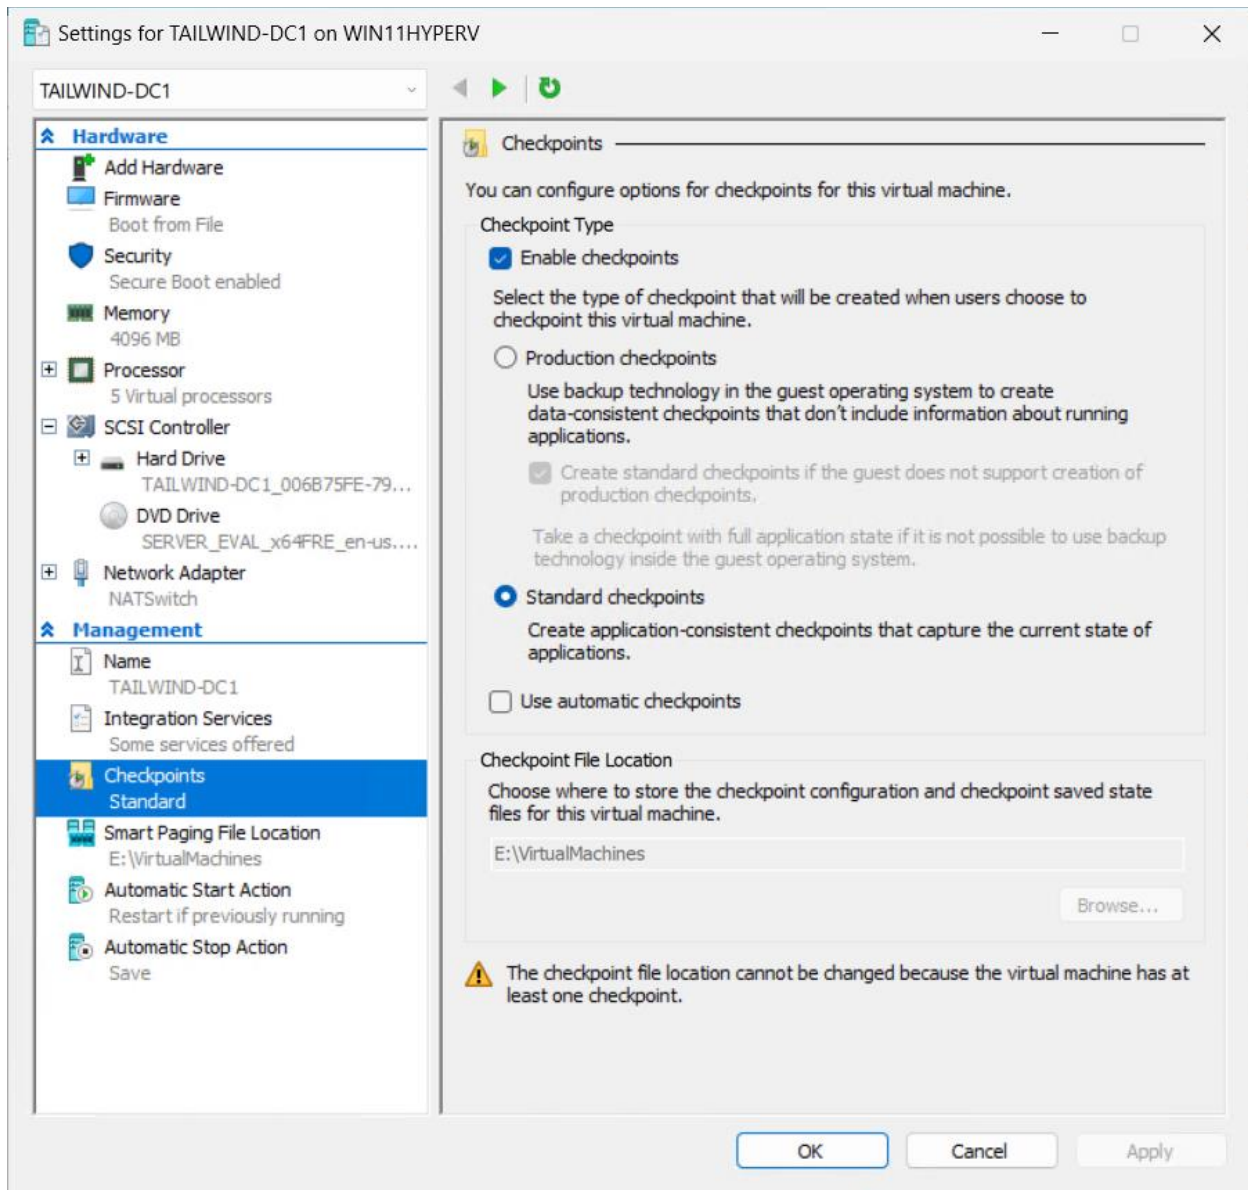 Settings for TAILWIND-DC1 on WIN11HYPERV
TAILWIND-DC1
Hardware
Add Hardware
Firmware
Boot from File
Security
Secure Boot enabled
Memory
4096 MB
Processor
5 Virtual processors
SCSI Controller
Hard Drive
TAILWIND-DC1_006B75FE-79...
DVD Drive
SERVER_EVAL_x64FRE_en-us....
Network Adapter
NATSwitch
Management
Name
TAILWIND-DC1
Integration Services
Some services offered
Checkpoints
Standard
Smart Paging File Location
E:\VirtualMachines
Automatic Start Action
Restart if previously running
Automatic Stop Action
Save
Checkpoints
You can configure options for checkpoints for this virtual machine.
Checkpoint Type
Enable checkpoints
Select the type of checkpoint that will be created when users choose to
checkpoint this virtual machine.
Production checkpoints
Use backup technology in the guest operating system to create
data-consistent checkpoints that don't include information about running
applications.
Create standard checkpoints if the guest does not support creation of
production checkpoints.
Take a checkpoint with full application state if it is not possible to use backup
technology inside the guest operating system.
Standard checkpoints
Create application-consistent checkpoints that capture the current state of
applications.
Use automatic checkpoints
Checkpoint File Location
Choose where to store the checkpoint configuration and checkpoint saved state
files for this virtual machine.
E:\VirtualMachines
Browse...
The checkpoint file location cannot be changed because the virtual machine has at
least one checkpoint.
OK
Cancel
Apply